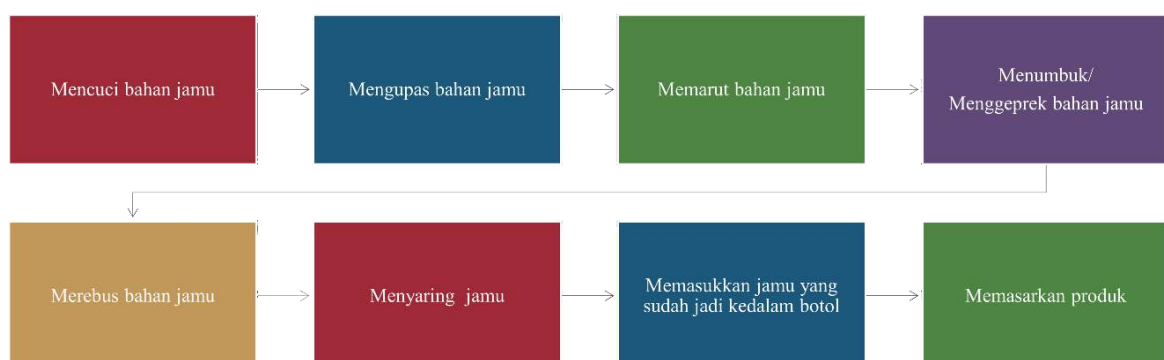 Mencuci bahan jamu
Mengupas bahan jamu
Memarut bahan jamu
Menumbuk/
Menggeprek bahan jamu
Merebus bahan jamu
Menyaring jamu
Memasukkan jamu yang
sudah jadi kedalam botol
Memasarkan produk